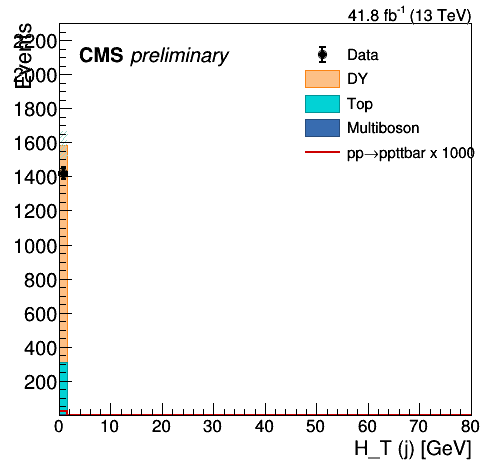 41.8 fb⁻¹ (13 TeV)
Events
CMS preliminary
Data
DY
Top
Multiboson
pp→ppttbar x 1000
2200
2000
1800
1600
1400
1200
1000
800
600
400
200
0 10 20 30 40 50 60 70 80
H_T (j) [GeV]